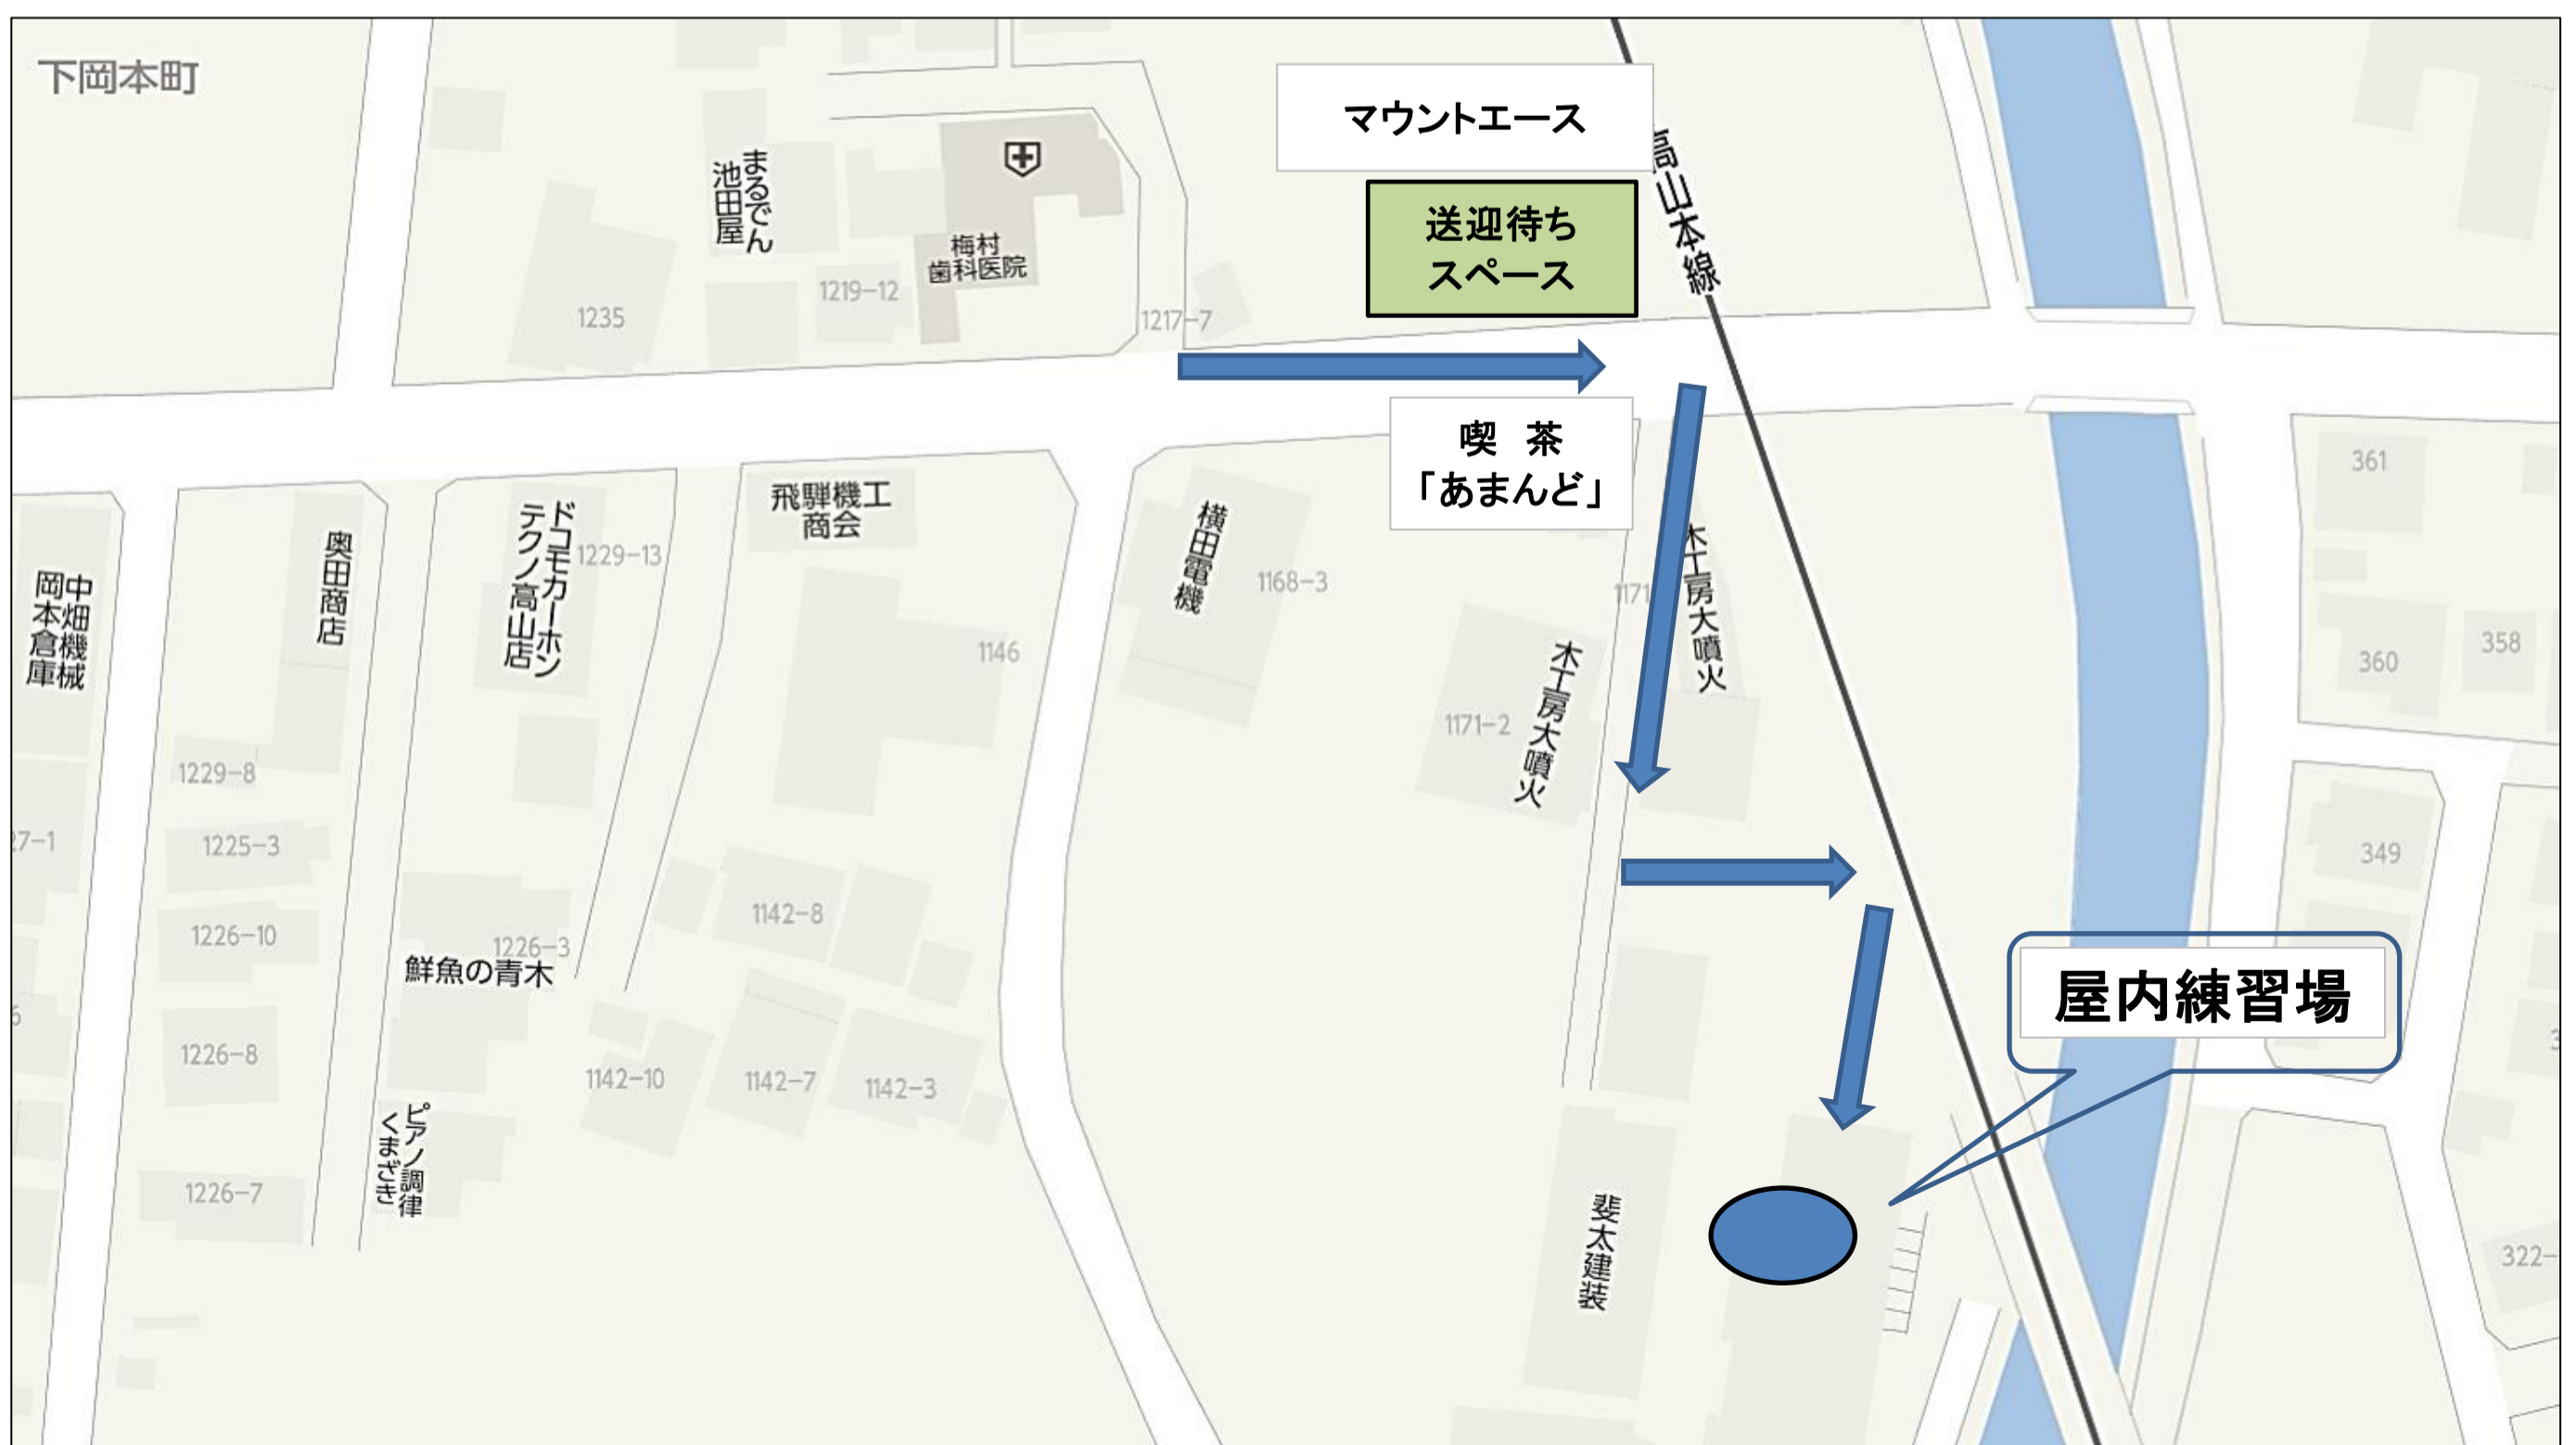 下岡本町
マウントエース
高山本線
送迎待ち
スペース
まるでん
池田屋
梅村
歯科医院
1219-12
1235
1217-7
喫　茶
「あまんど」
361
飛騨機工
商会
ドコモカーホン
テクノ高山店
1229-13
奥田商店
中畑機械
岡本倉庫
横田電機
1168-3
1171
木工房大噴火
1146
358
360
木工房大噴火
1171-2
1229-8
27-1
1225-3
349
1142-8
1226-10
1226-3
鮮魚の青木
屋内練習場
1226-8
1142-10
1142-7
1142-3
ピアノ調律
くまざき
1226-7
斐太建装
322-